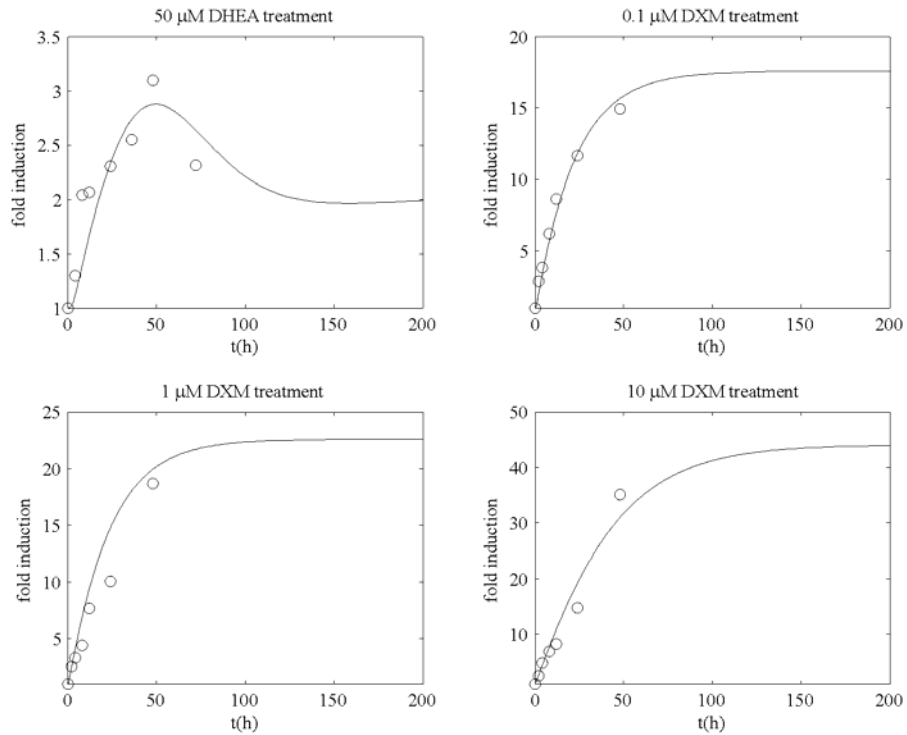 50 μM DHEA treatment
3.5
3
2.5
2
1.5
1
fold induction
0 50 100 150 200
t(h)
0.1 μM DXM treatment
20
15
10
5
fold induction
0 50 100 150 200
t(h)
1 μM DXM treatment
25
20
15
10
5
fold induction
0 50 100 150 200
t(h)
10 μM DXM treatment
50
40
30
20
10
fold induction
0 50 100 150 200
t(h)